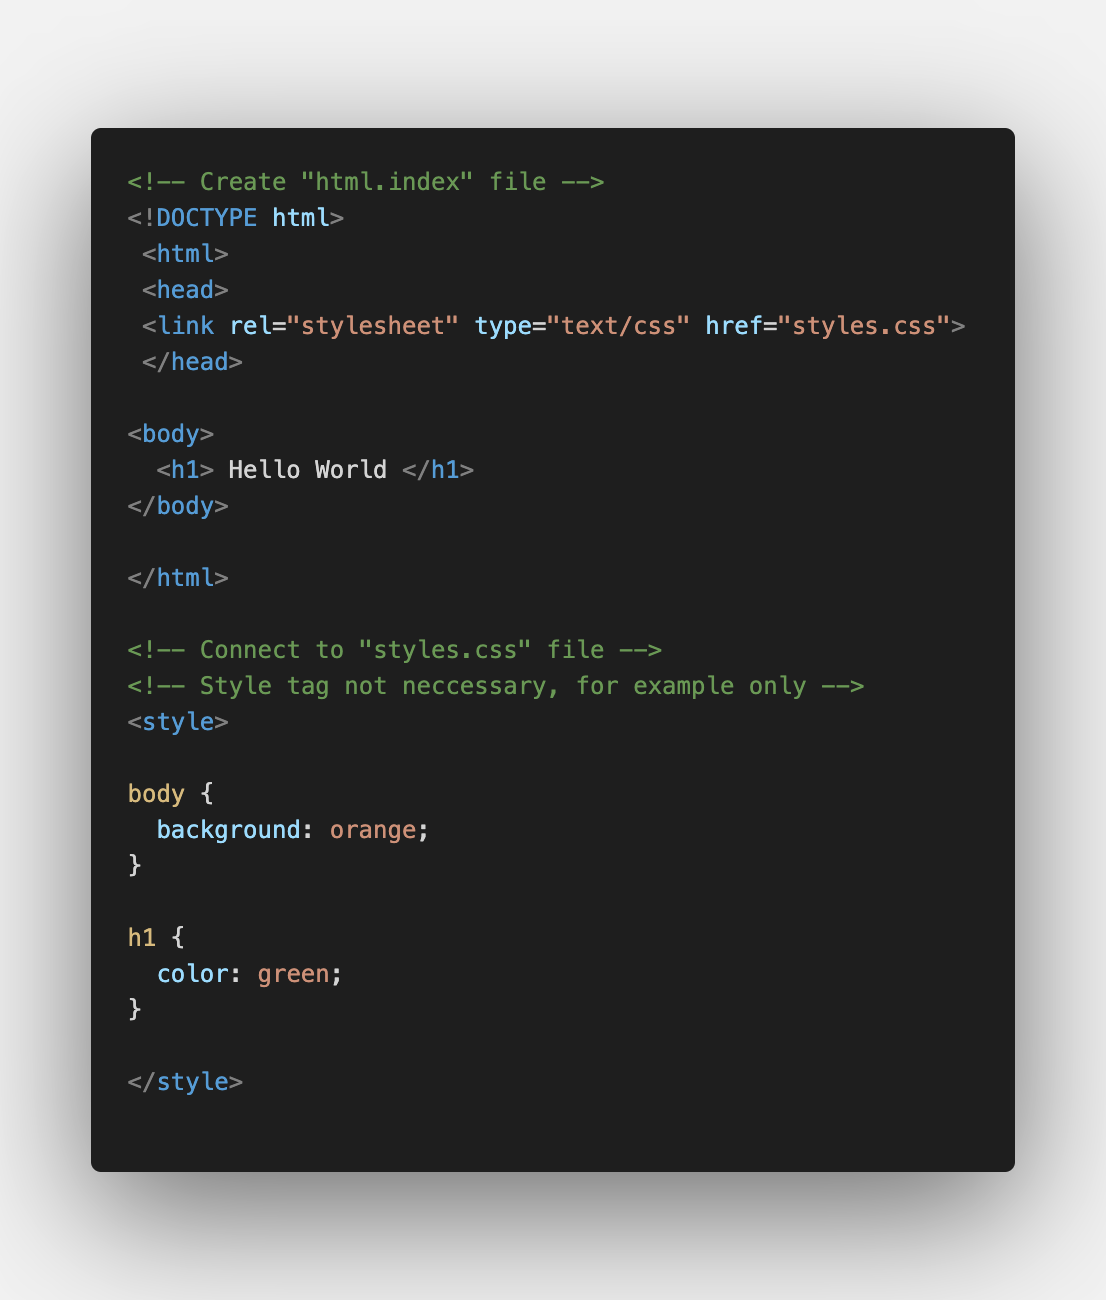 <!-- Create "html.index" file -->
<!DOCTYPE html>
 <html>
 <head>
 <link rel="stylesheet" type="text/css" href="styles.css">
 </head>

<body>
  <h1> Hello World </h1>
</body>

</html>

<!-- Connect to "styles.css" file -->
<!-- Style tag not neccessary, for example only -->
<style>

body {
  background: orange;
}

h1 {
  color: green;
}

</style>